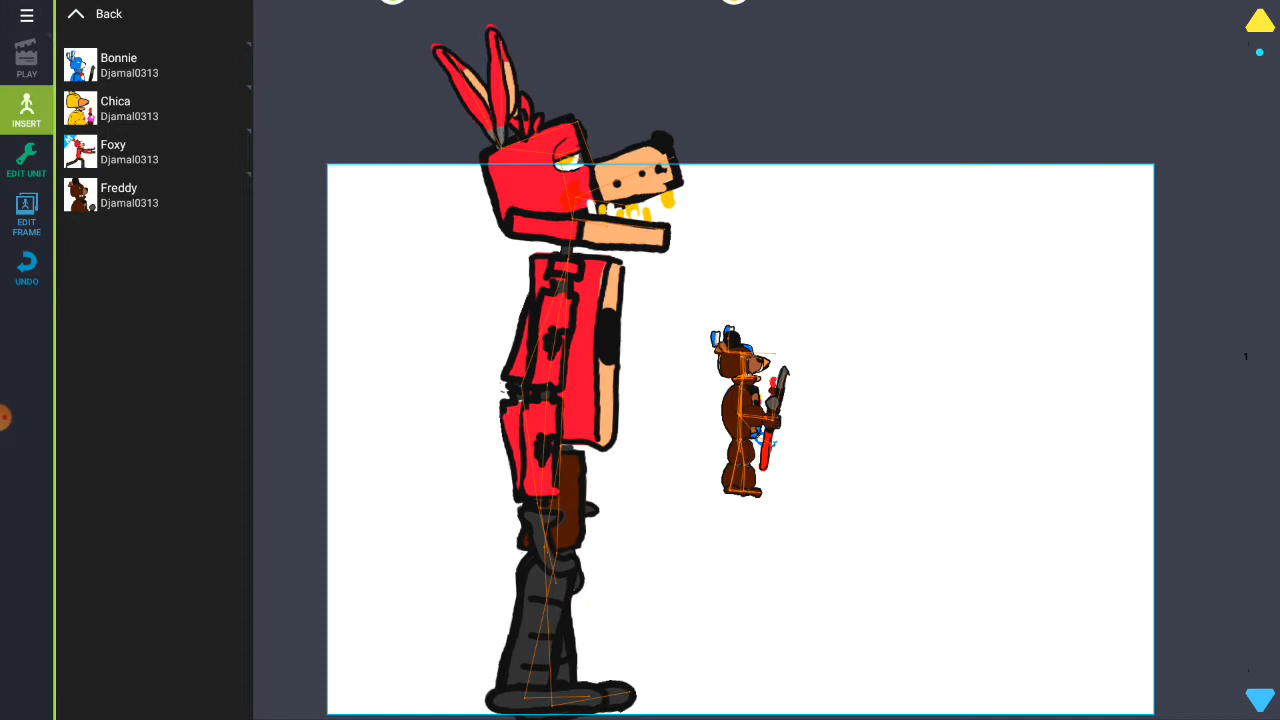 Back
PLAY
INSERT
EDIT UNIT
EDIT
FRAME
UNDO
Bonnie
Djamal0313
Chica
Djamal0313
Foxy
Djamal0313
Freddy
Djamal0313
1